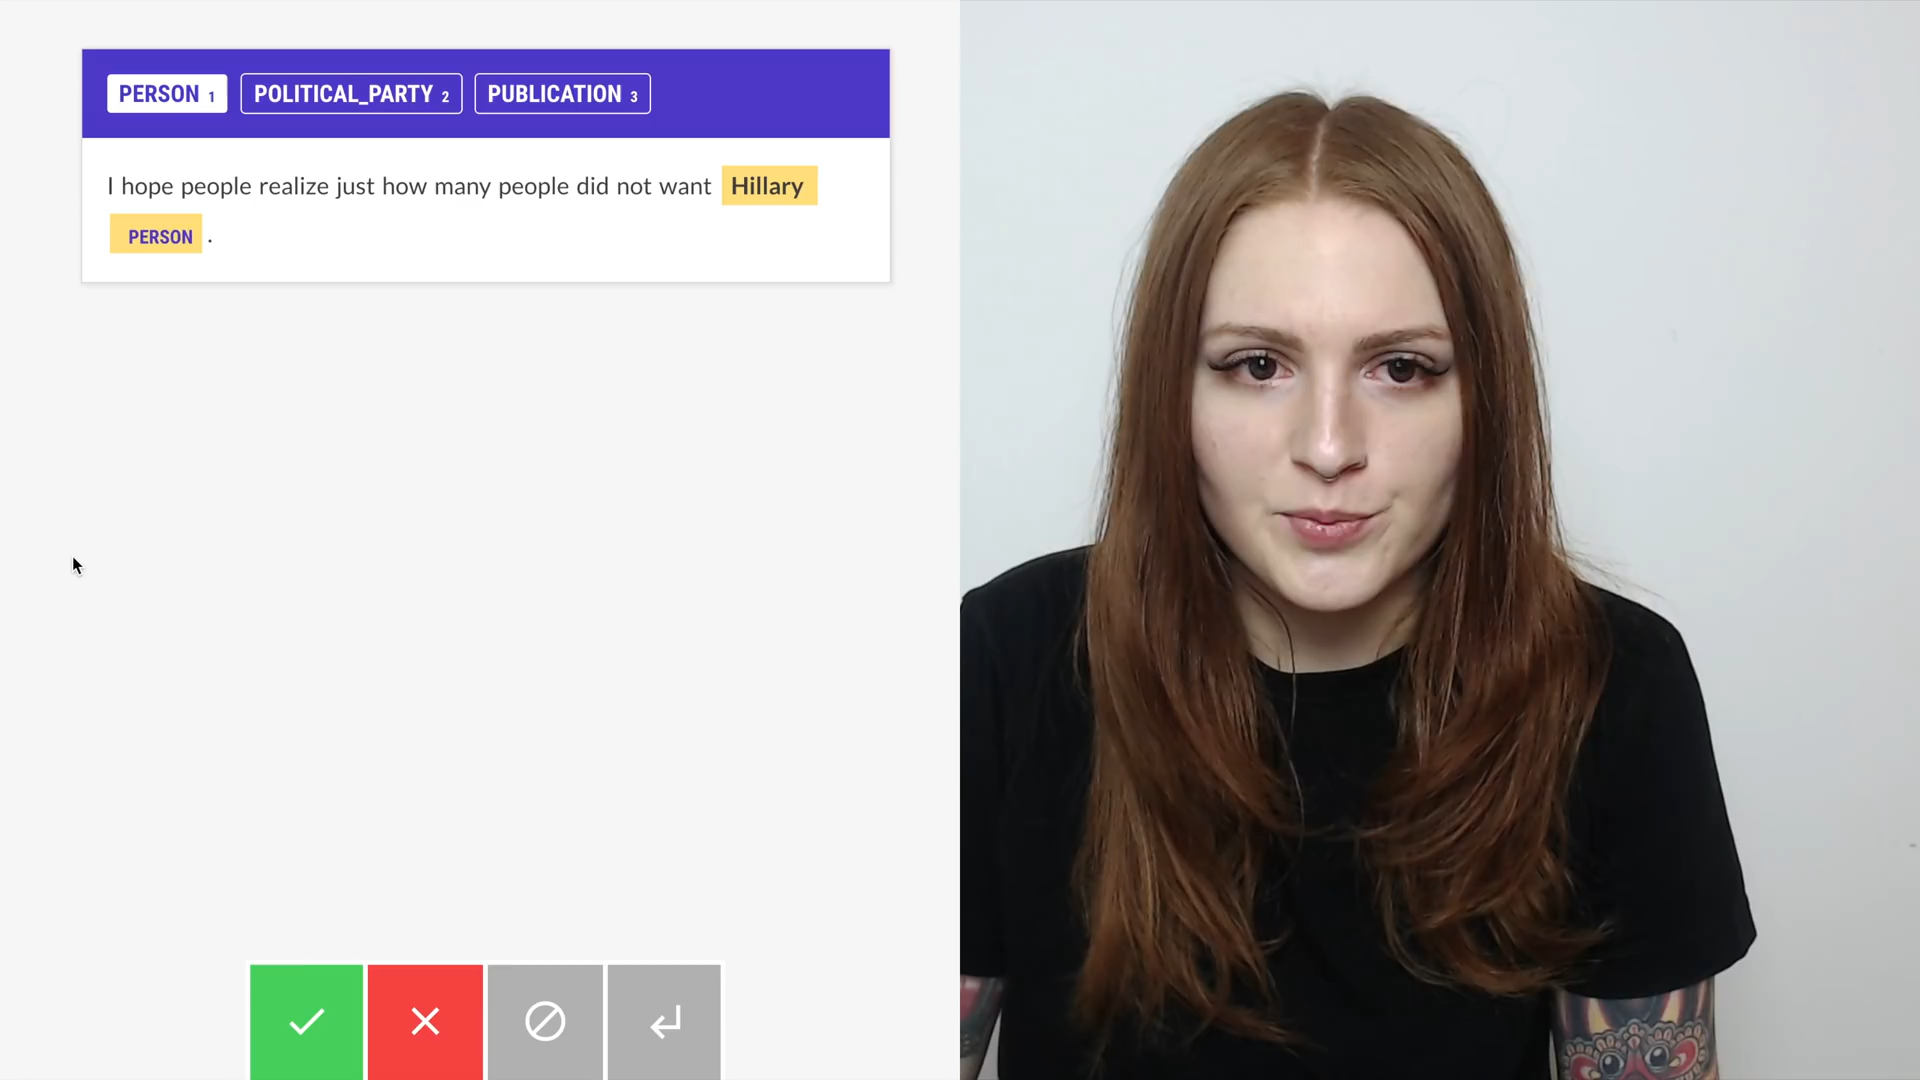 PERSON 1 POLITICAL_PARTY 2 PUBLICATION 3
I hope people realize just how many people did not want Hillary
PERSON .